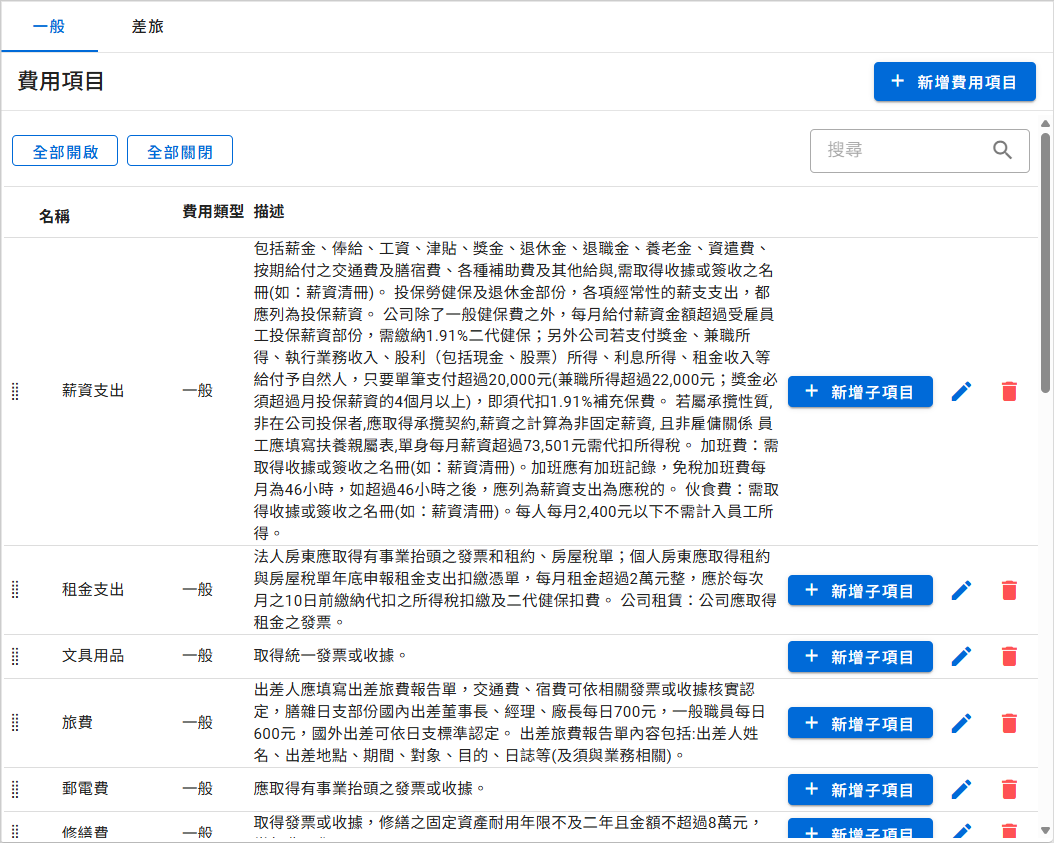 一般
差旅
費用項目
新增費用項目
全部開啟
全部關閉
搜尋
名稱
費用類型
描述
薪資支出
一般
包括薪金、俸給、工資、津貼、獎金、退休金、退職金、養老金、資遣費、
按期給付之交通費及膳宿費、各種補助費及其他給與,需取得收據或簽收之名
冊(如：薪資清冊)。 投保勞健保及退休金部份，各項經常性的薪支支出，都
應列為投保薪資。 公司除了一般健保費之外，每月給付薪資金額超過受雇員
工投保薪資部份，需繳納1.91%二代健保；另外公司若支付獎金、兼職所
得、執行業務收入、股利（包括現金、股票）所得、利息所得、租金收入等
給付予自然人，只要單筆支付超過20,000元(兼職所得超過22,000元；獎金必
須超過月投保薪資的4個月以上)，即須代扣1.91%補充保費。 若屬承攬性質,
非在公司投保者,應取得承攬契約,薪資之計算為非固定薪資, 且非雇傭關係 員
工應填寫扶養親屬表,單身每月薪資超過73,501元需代扣所得稅。 加班費：需
取得收據或簽收之名冊(如：薪資清冊)。加班應有加班記錄，免稅加班費每
月為46小時，如超過46小時之後，應列為薪資支出為應稅的。 伙食費：需取
得收據或簽收之名冊(如：薪資清冊)。每人每月2,400元以下不需計入員工所
得。
新增子項目
租金支出
一般
法人房東應取得有事業抬頭之發票和租約、房屋稅單；個人房東應取得租約
與房屋稅單年底申報租金支出扣繳憑單，每月租金超過2萬元整，應於每次
月之10日前繳納代扣之所得稅扣繳及二代健保扣費。 公司租賃：公司應取得
租金之發票。
新增子項目
文具用品
一般
取得統一發票或收據。
新增子項目
旅費
一般
出差人應填寫出差旅費報告單，交通費、宿費可依相關發票或收據核實認
定，膳雜日支部份國內出差董事長、經理、廠長每日700元，一般職員每日
600元，國外出差可依日支標準認定。 出差旅費報告單內容包括:出差人姓
名、出差地點、期間、對象、目的、日誌等(及須與業務相關)。
新增子項目
郵電費
一般
應取得有事業抬頭之發票或收據。
新增子項目
修繕費
一般
取得發票或收據，修繕之固定資產耐用年限不及二年且金額不超過8萬元，
新增子項目